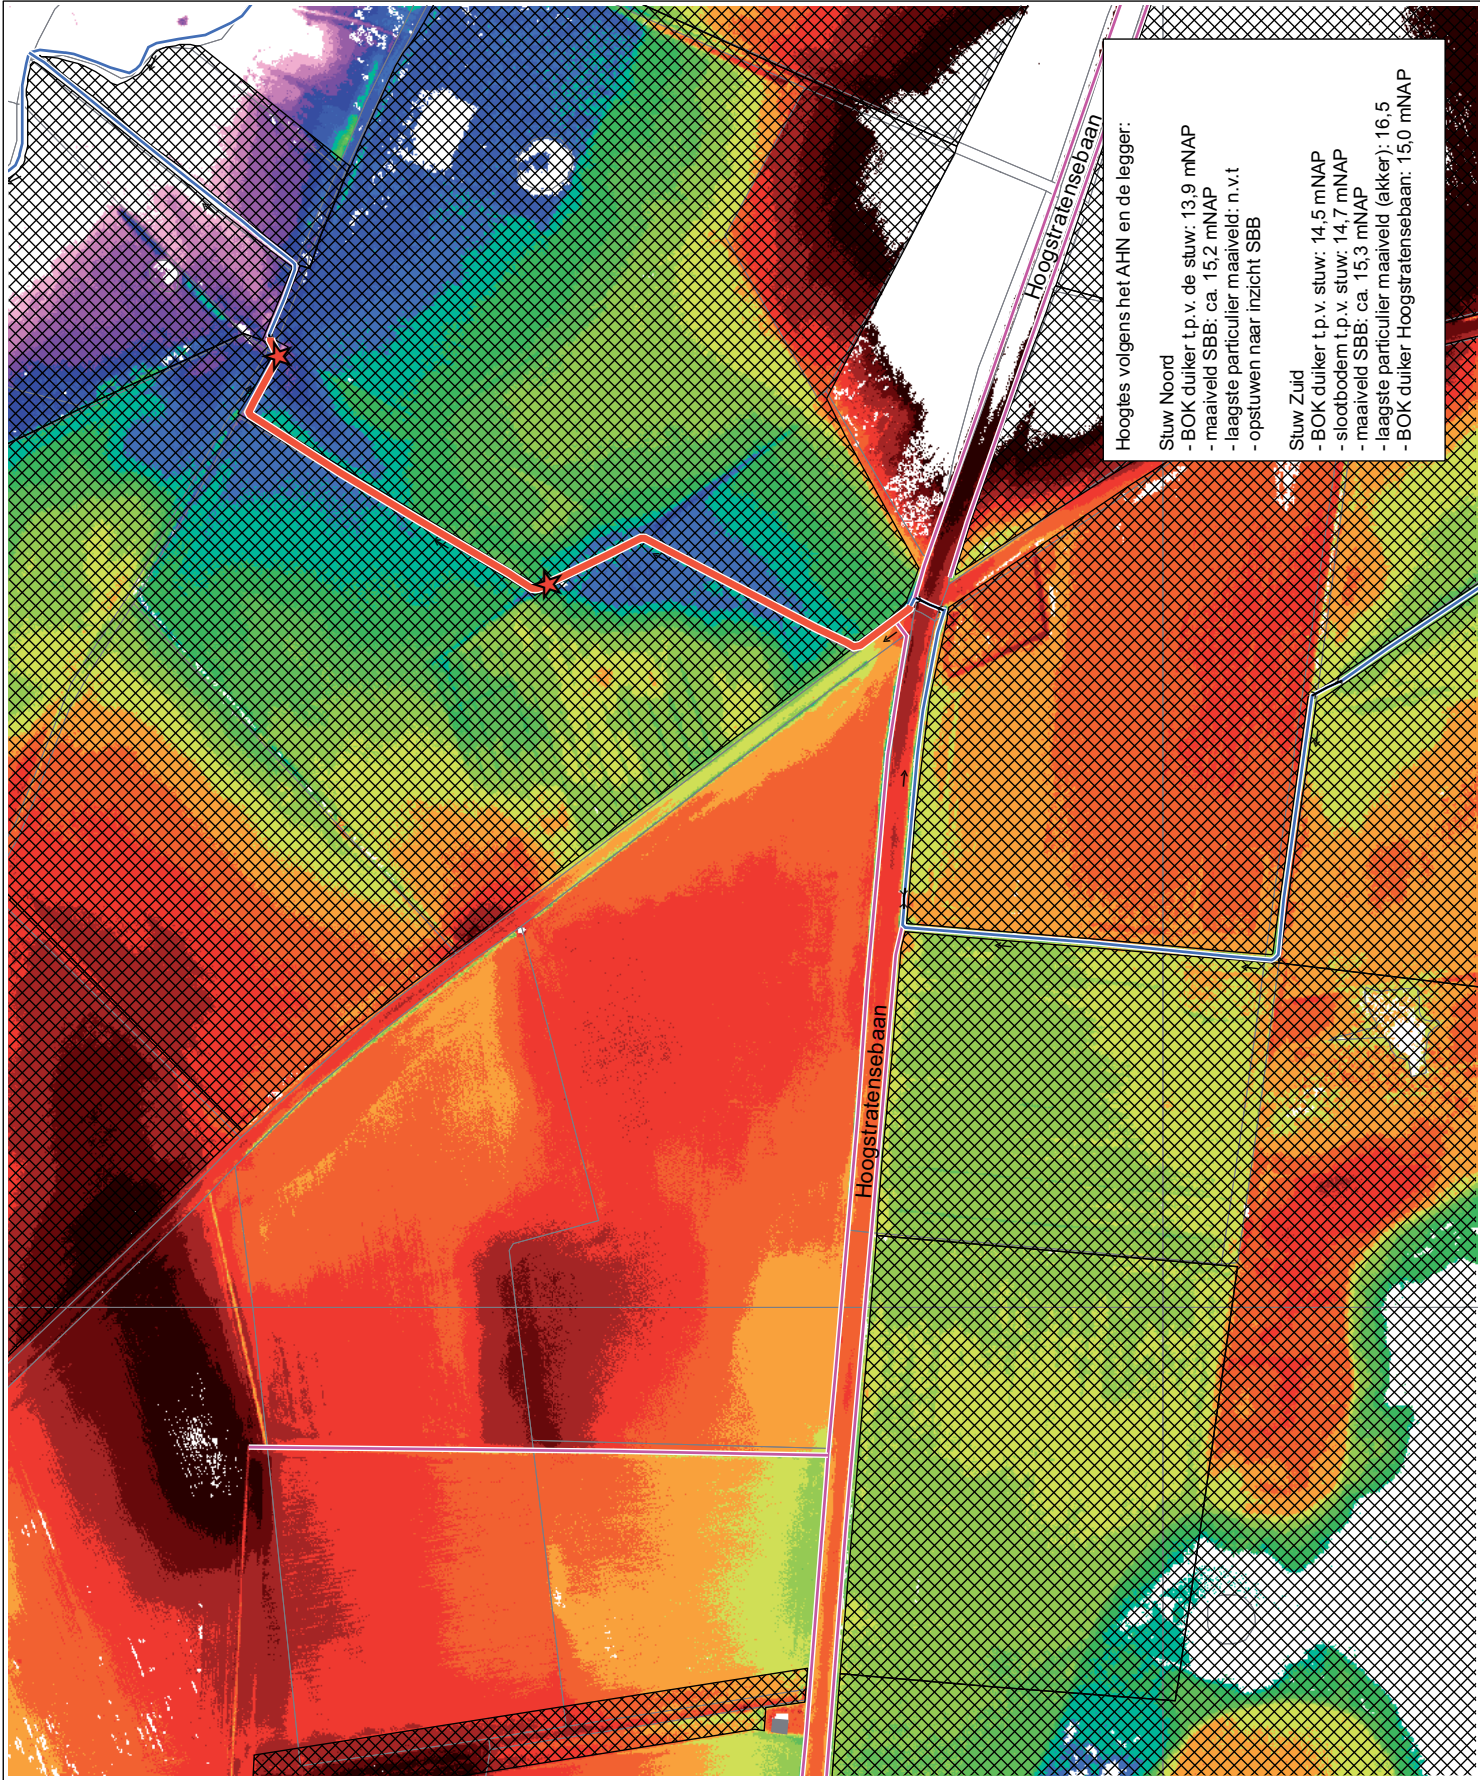 Hoogtes volgens het AHN en de legger:
Stuw Noord
- BOK duiker t.p.v. de stuw: 13,9 mNAP
- maaiveld SBB: ca. 15,2 mNAP
- laagste particulier maaiveld: n.v.t
- opstuwen naar inzicht SBB
Stuw Zuid
- BOK duiker t.p.v. stuw: 14,5 mNAP
- slootbodem t.p.v. stuw: 14,7 mNAP
- maaiveld SBB: ca. 15,3 mNAP
- laagste particulier maaiveld (akker): 16,5
- BOK duiker Hoogstratensebaan: 15,0 mNAP
Hoogstratensebaan
Hoogstratensebaan